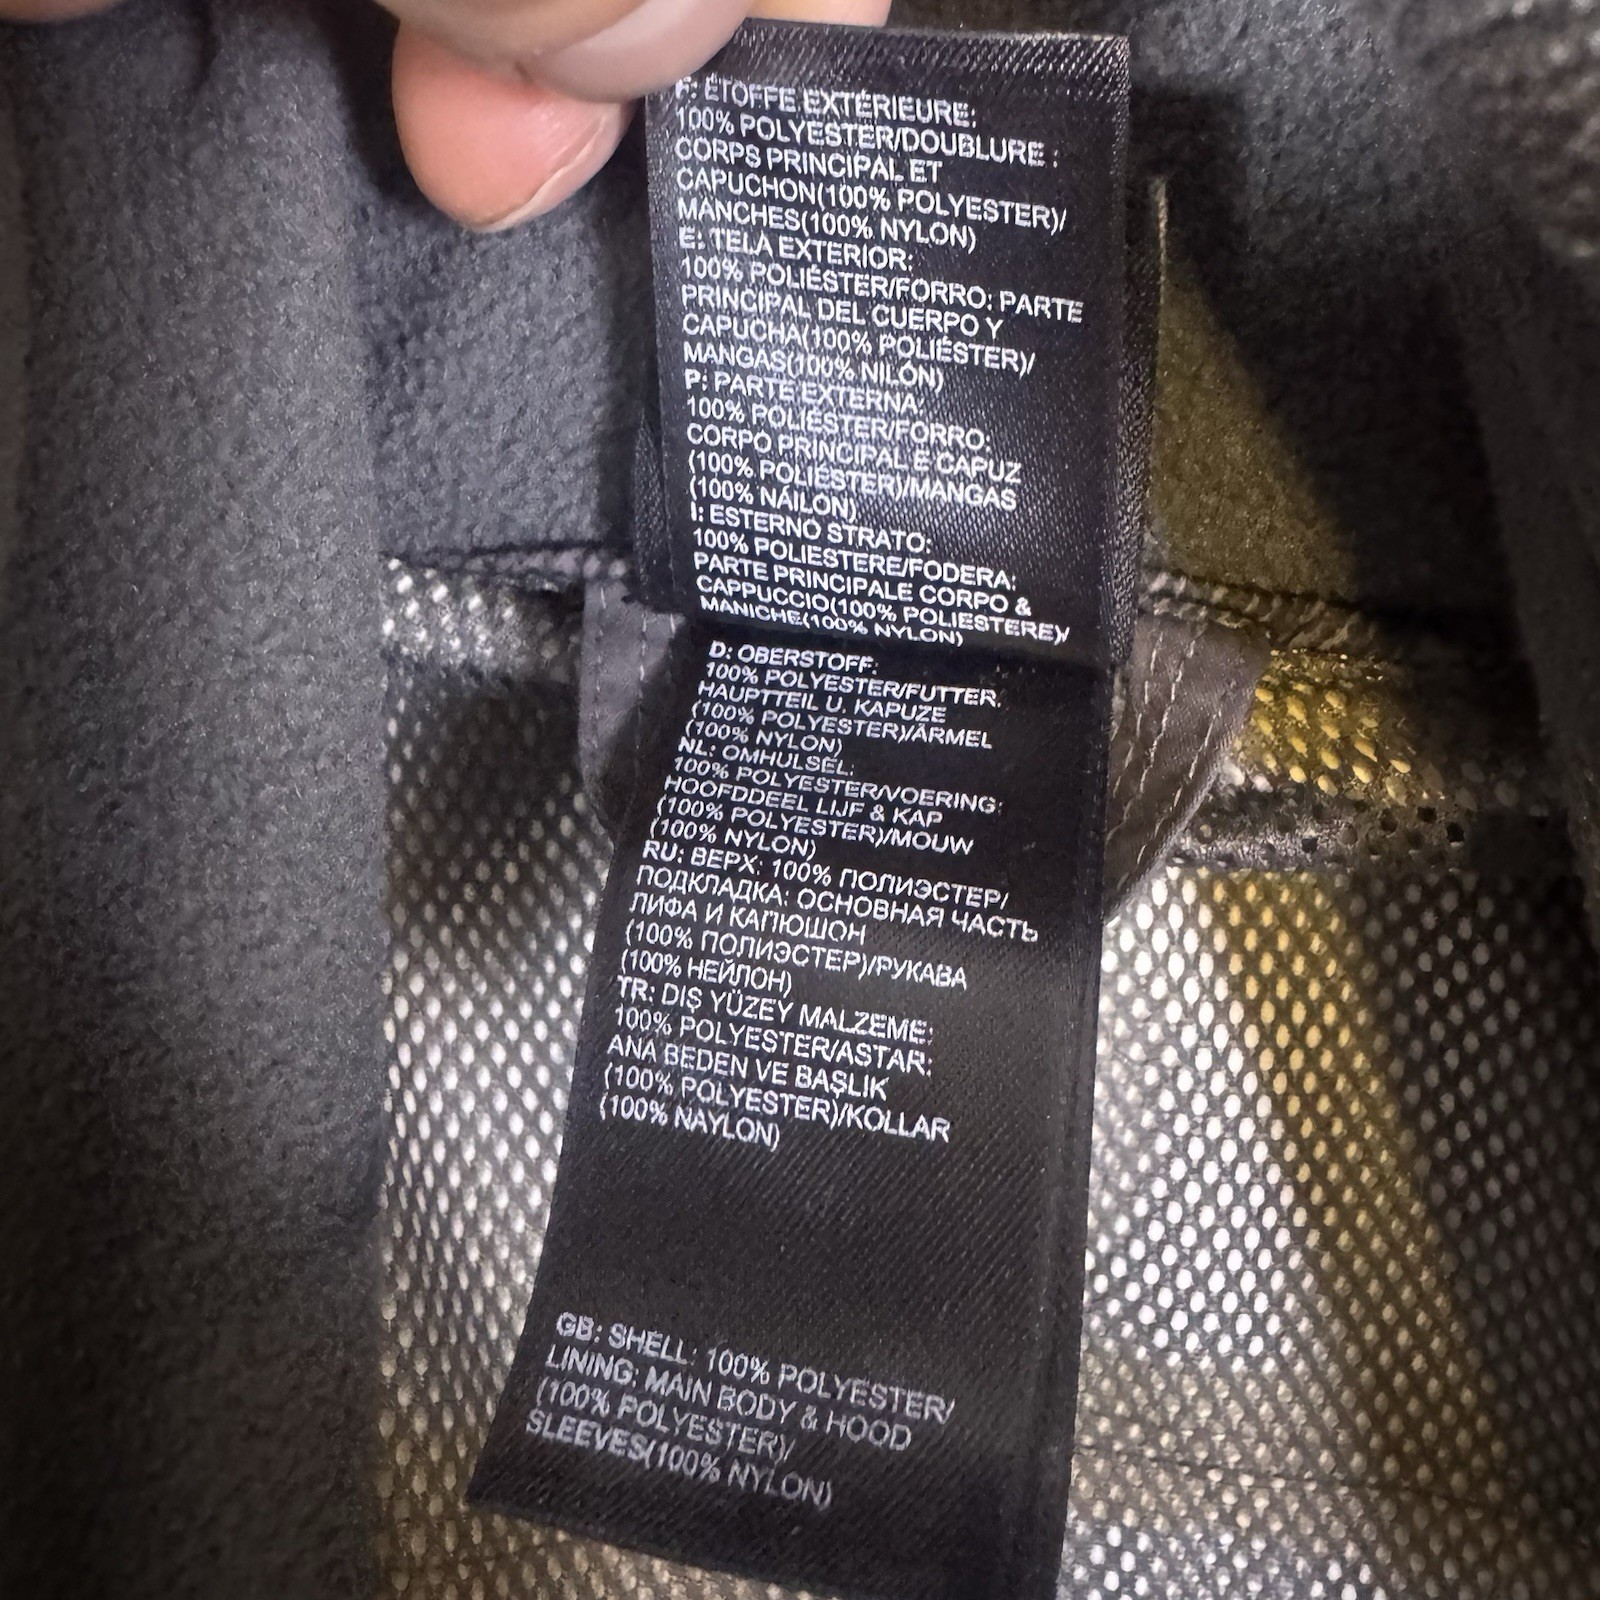 F: ÉTOFFE EXTÉRIEURE:
100% POLYESTER/DOUBLURE :
CORPS PRINCIPAL ET
CAPUCHON(100% POLYESTER)/
MANCHES(100% NYLON)
E: TELA EXTERIOR:
100% POLIÉSTER/FORRO: PARTE
PRINCIPAL DEL CUERPO Y
CAPUCHA(100% POLIÉSTER)/
MANGAS(100% NILÓN)
P: PARTE EXTERNA:
100% POLIÉSTER/FORRO:
CORPO PRINCIPAL E CAPUZ
(100% POLIÉSTER)/MANGAS
(100% NÁILON)
I: ESTERNO STRATO:
100% POLIESTERE/FODERA:
PARTE PRINCIPALE CORPO &
CAPPUCCIO(100% POLIESTERE)/
MANICHE(100% NYLON)
D: OBERSTOFF:
100% POLYESTER/FUTTER:
HAUPTTEIL U. KAPUZE
(100% POLYESTER)/ÄRMEL
(100% NYLON)
NL: OMHULSEL:
100% POLYESTER/VOERING:
HOOFDDEEL LIJF & KAP
(100% POLYESTER)/MOUW
(100% NYLON)
RU: ВЕРХ: 100% ПОЛИЭСТЕР/
ПОДКЛАДКА: ОСНОВНАЯ ЧАСТЬ
ЛИФА И КАПЮШОН
(100% ПОЛИЭСТЕР)/РУКАВА
(100% НЕЙЛОН)
TR: DIŞ YÜZEY MALZEME:
100% POLYESTER/ASTAR:
ANA BEDEN VE BAŞLIK
(100% POLYESTER)/KOLLAR
(100% NAYLON)
GB: SHELL: 100% POLYESTER/
LINING: MAIN BODY & HOOD
(100% POLYESTER)/
SLEEVES(100% NYLON)